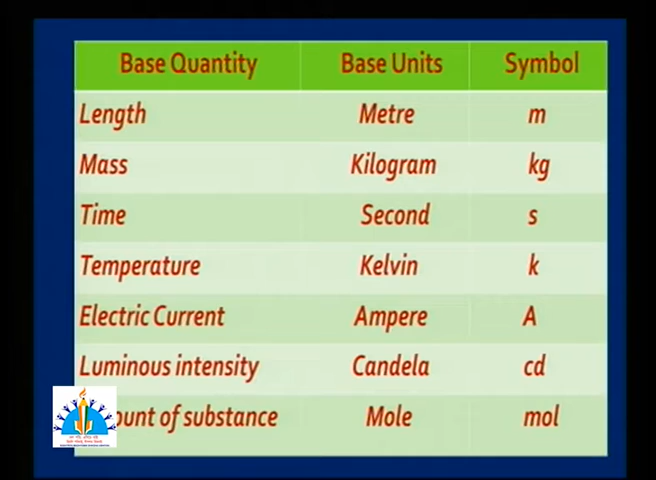 Base Quantity Base Units Symbol
Length Metre m
Mass Kilogram kg
Time Second s
Temperature Kelvin k
Electric Current Ampere A
Luminous intensity Candela cd
ount of substance Mole mol